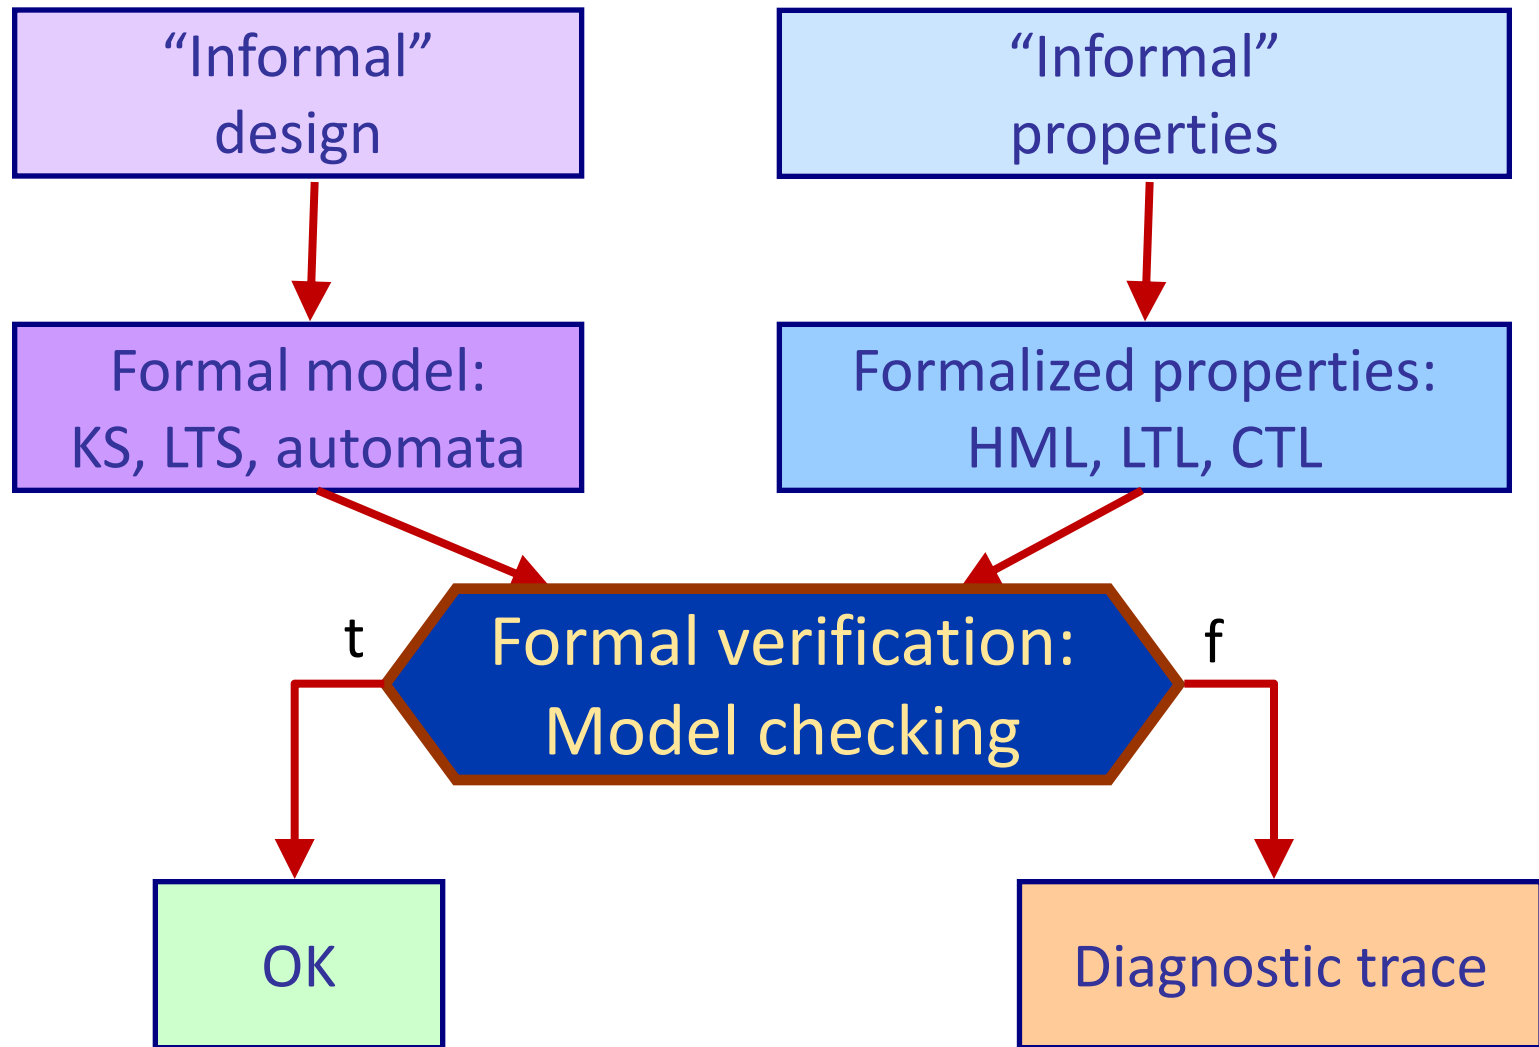 “Informal”
design
“Informal”
properties
Formal model:
KS, LTS, automata
Formalized properties:
HML, LTL, CTL
t
Formal verification:
Model checking
f
OK
Diagnostic trace